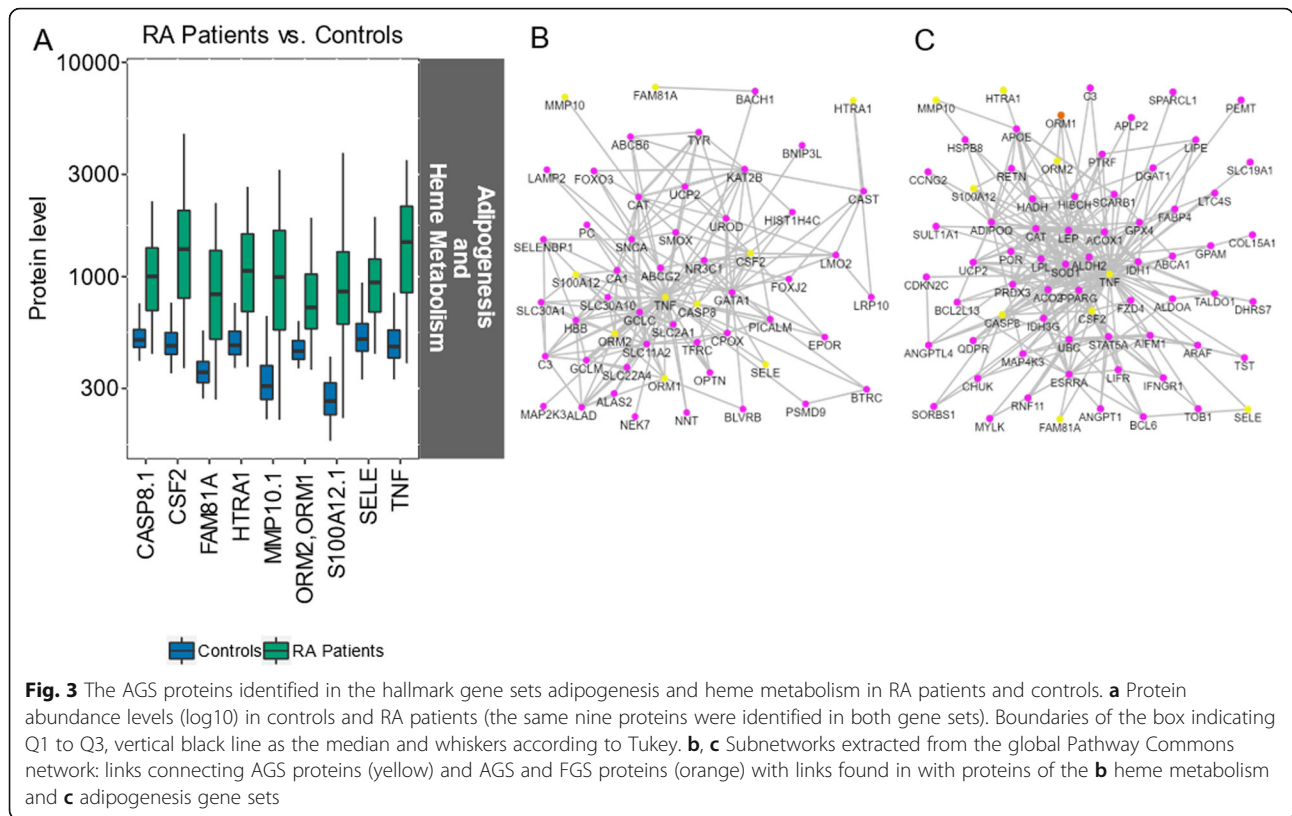 A
RA Patients vs. Controls
Protein level
10000
3000
1000
300
Adipogenesis
and
Heme Metabolism
CASP8.1
CSF2
FAM81A
HTRA1
MMP10.1
ORM2,ORM1
S100A12.1
SELE
TNF
Controls
RA Patients
B
FAM81A
BACH1
MMP10
HTRA1
TYR
ABCB6
BNIP3L
LAMP2
FOXO3
KAT2B
UCP2
CAT
CAST
HIST1H4C
PC
UROD
SELENBP1
SNCA
SMOX
CSF2
LMO2
S100A12
CA1
ABCG2
NR3C1
FOXJ2
SLC30A1
SLC30A10
TNF
CASP8
GATA1
LRP10
HBB
GCLC
SLC2A1
PICALM
ORM2
CPOX
EPOR
C3
SLC11A2
TFRC
GCLM
SLC22A4
OPTN
SELE
ORM1
ALAS2
BTRC
MAP2K3
ALAD
NEK7
NNT
BLVRB
PSMD9
C
MMP10
HTRA1
C3
SPARCL1
PEMT
ORM1
APOE
APLP2
HSPB8
ORM2
PTRF
LIPE
CCNG2
RETN
DGAT1
SLC19A1
S100A12
HADH
HIBCH
SCARB1
LTC4S
FABP4
SULT1A1
ADIPOQ
CAT
LEP
ACOX1
GPX4
COL15A1
POR
LPL
ALDH2
GPAM
UCP2
SOD1
IDH1
ABCA1
CDKN2C
PRDX3
TNF
TALDO1
BCL2L13
ACO2
PPARG
FZD4
ALDOA
DHRS7
CASP8
CSF2
IDH3G
ANGPTL4
QDPR
UBC
STAT5A
AIFM1
ARAF
MAP4K3
TST
CHUK
ESRRA
LIFR
IFNGR1
SORBS1
RNF11
MYLK
FAM81A
ANGPT1
BCL6
TOB1
SELE
Fig. 3 The AGS proteins identified in the hallmark gene sets adipogenesis and heme metabolism in RA patients and controls. a Protein
abundance levels (log10) in controls and RA patients (the same nine proteins were identified in both gene sets). Boundaries of the box indicating
Q1 to Q3, vertical black line as the median and whiskers according to Tukey. b, c Subnetworks extracted from the global Pathway Commons
network: links connecting AGS proteins (yellow) and AGS and FGS proteins (orange) with links found in with proteins of the b heme metabolism
and c adipogenesis gene sets